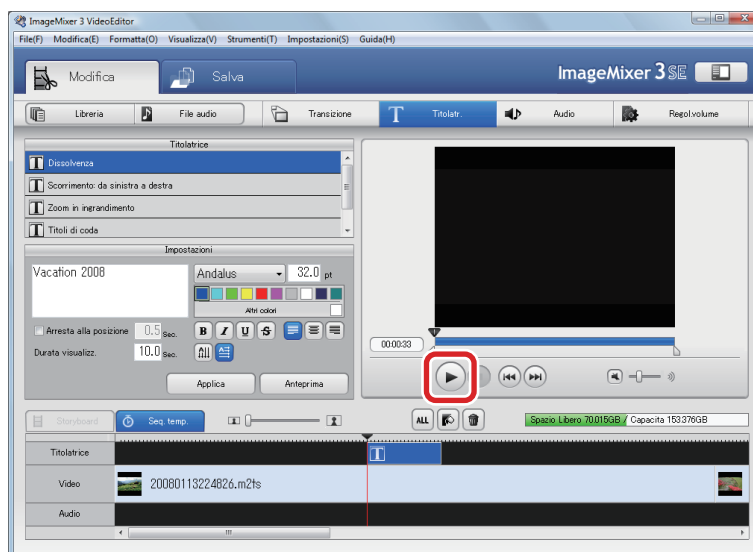 ImageMixer 3 VideoEditor
File(F) Modifica(E) Formatta(O) Visualizza(V) Strumenti(T) Impostazioni(S) Guida(H)
Modifica Salva ImageMixer 3 SE
Libreria File audio Transizione T Titolatr. Audio Regol.volume
Titolatrice
T Dissolvenza
T Scorrimento: da sinistra a destra
T Zoom in ingrandimento
T Titoli di coda
Impostazioni
Vacation 2008 Andalus 32.0 pt
Altri colori
Arresta alla posizione 0.5 Sec. B I U S
Durata visualizz. 10.0 Sec. A
Applica Anteprima
00:00:33
Storyboard Seq. temp. ALL Spazio Libero 70.015GB / Capacita 153.376GB
Titolatrice T
Video 20080113224826.m2ts
Audio